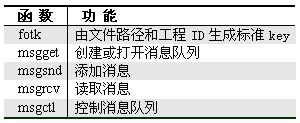 函 数 功 能
fotk 由文件路径和工程 ID 生成标准 key
msgget 创建或打开消息队列
msgsnd 添加消息
msgrcv 读取消息
msgctl 控制消息队列